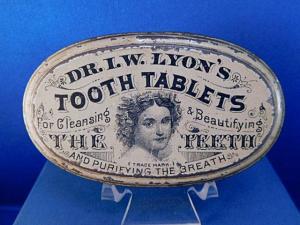 DR. I.W. LYON'S
TOOTH TABLETS
For Cleansing & Beautifying
THE TEETH
(TRADE MARK.)
AND PURIFYING THE BREATH.